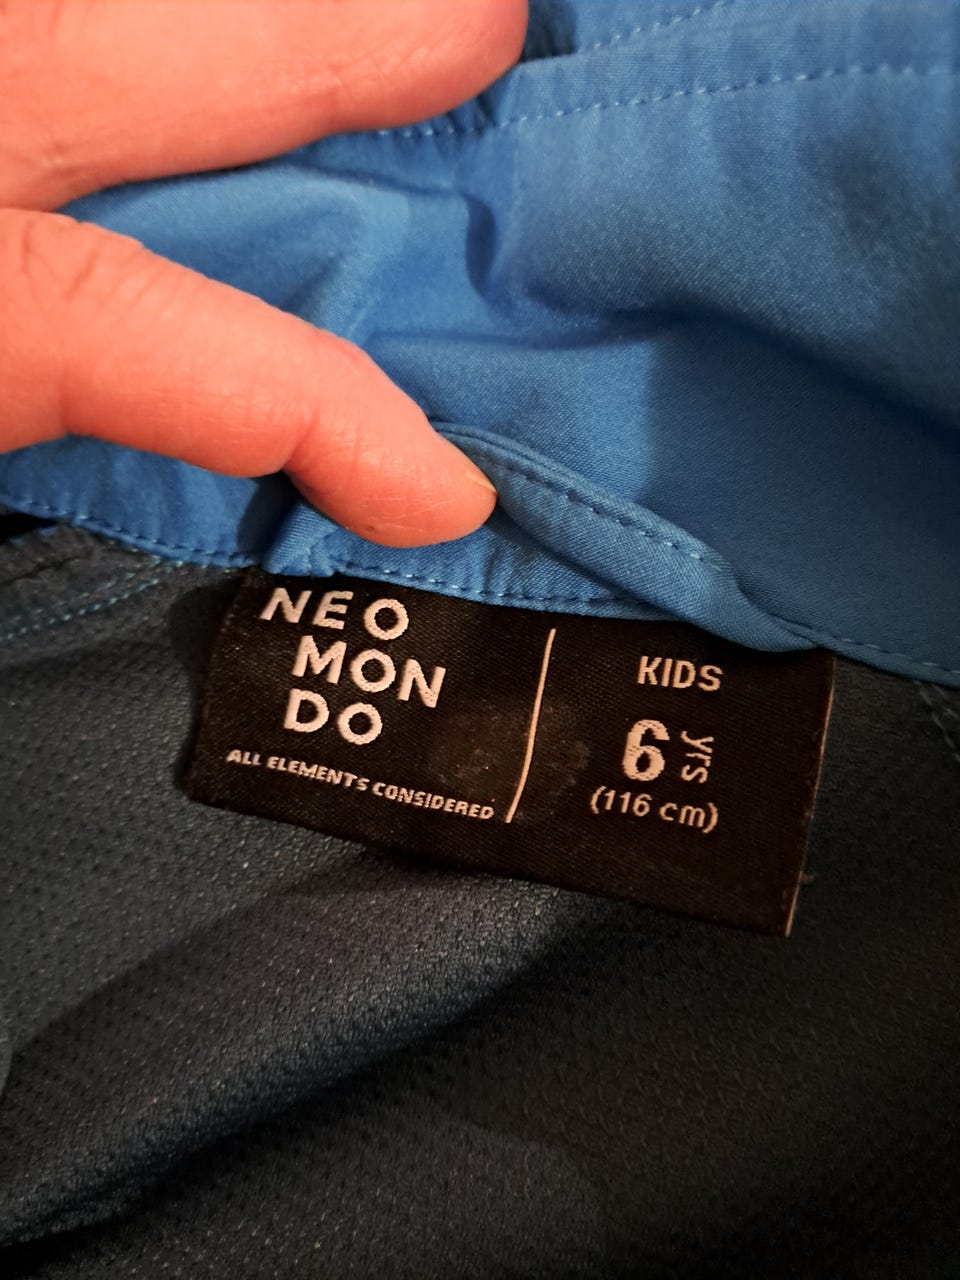 NEO
MON
DO
ALL ELEMENTS CONSIDERED
KIDS
6 yrs
(116 cm)